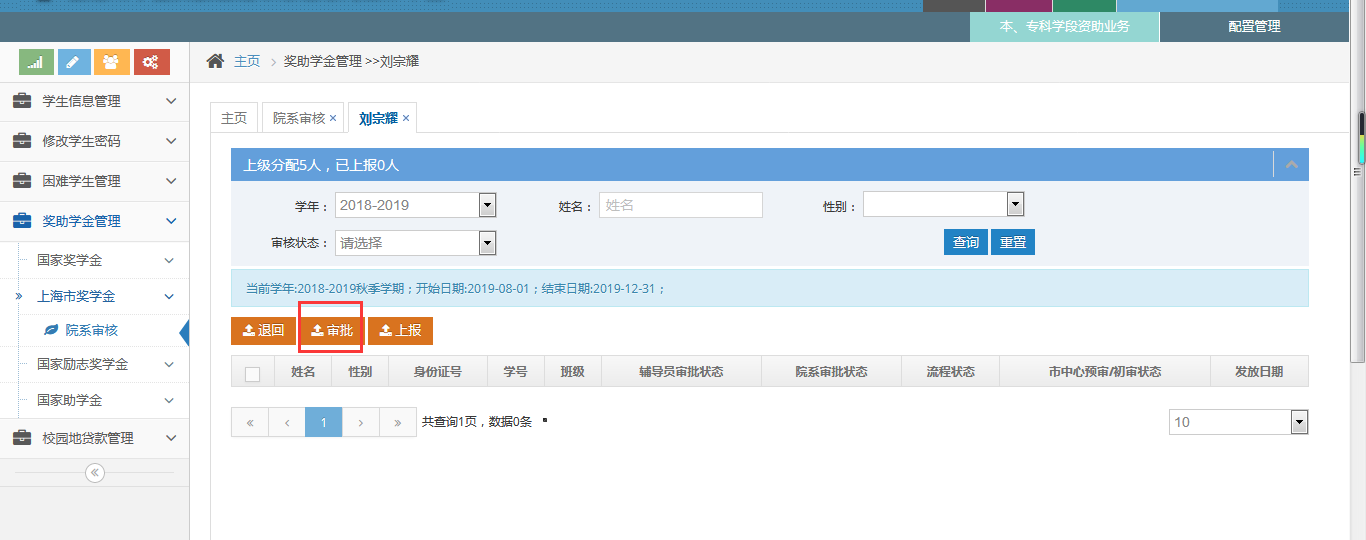 本、专科学段资助业务
配置管理
主页 > 奖助学金管理 >>刘宗耀
学生信息管理
修改学生密码
困难学生管理
奖助学金管理
国家奖学金
» 上海市奖学金
院系审核
国家励志奖学金
国家助学金
校园地贷款管理
«
主页 院系审核 × 刘宗耀 ×
上级分配5人，已上报0人
学年： 2018-2019 姓名： 姓名 性别：
审核状态： 请选择 查询 重置
当前学年:2018-2019秋季学期；开始日期:2019-08-01；结束日期:2019-12-31；
退回 审批 上报
姓名 性别 身份证号 学号 班级 辅导员审批状态 院系审批状态 流程状态 市中心预审/初审状态 发放日期
« ‹ 1 › » 共查询1页，数据0条 10